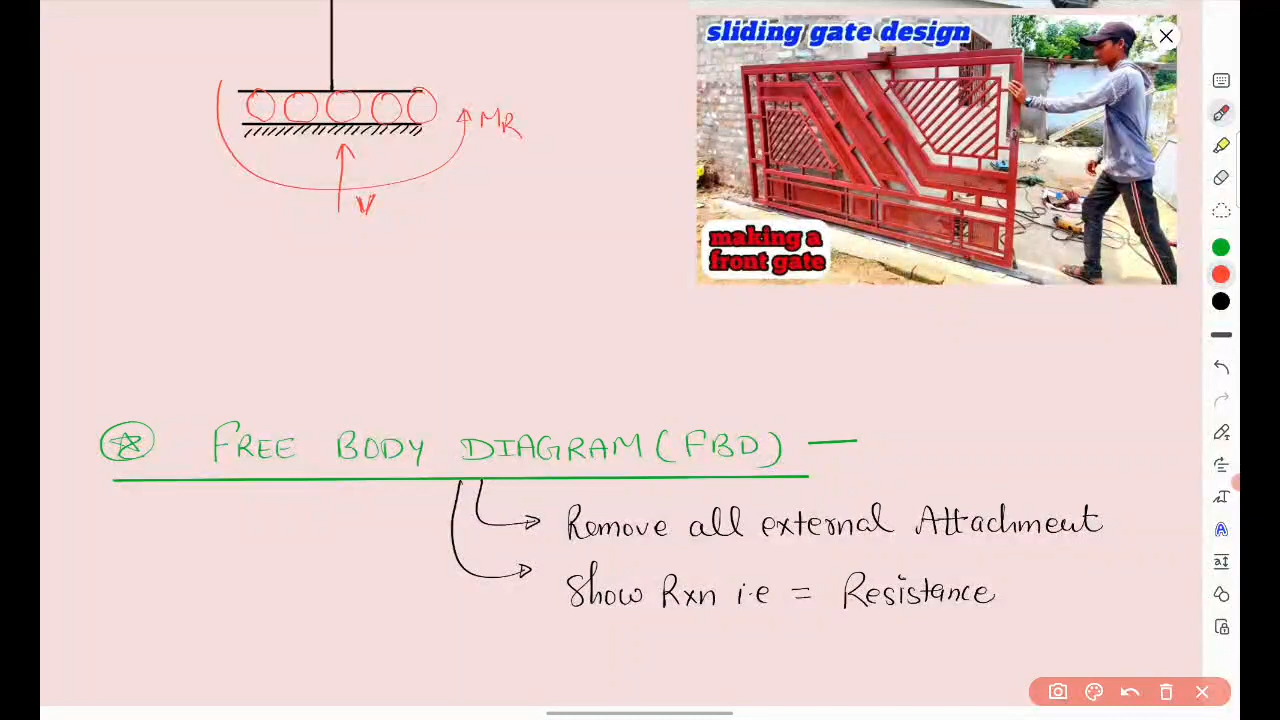 sliding gate design
MR
V
making a
front gate
FREE BODY DIAGRAM (FBD) —
Remove all external Attachment
Show Rxn i.e = Resistance